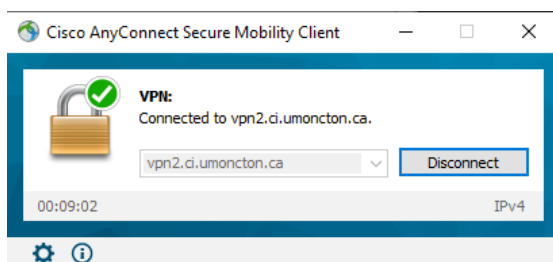 Cisco AnyConnect Secure Mobility Client
VPN:
Connected to vpn2.ci.umoncton.ca.
vpn2.ci.umoncton.ca
Disconnect
00:09:02
IPv4